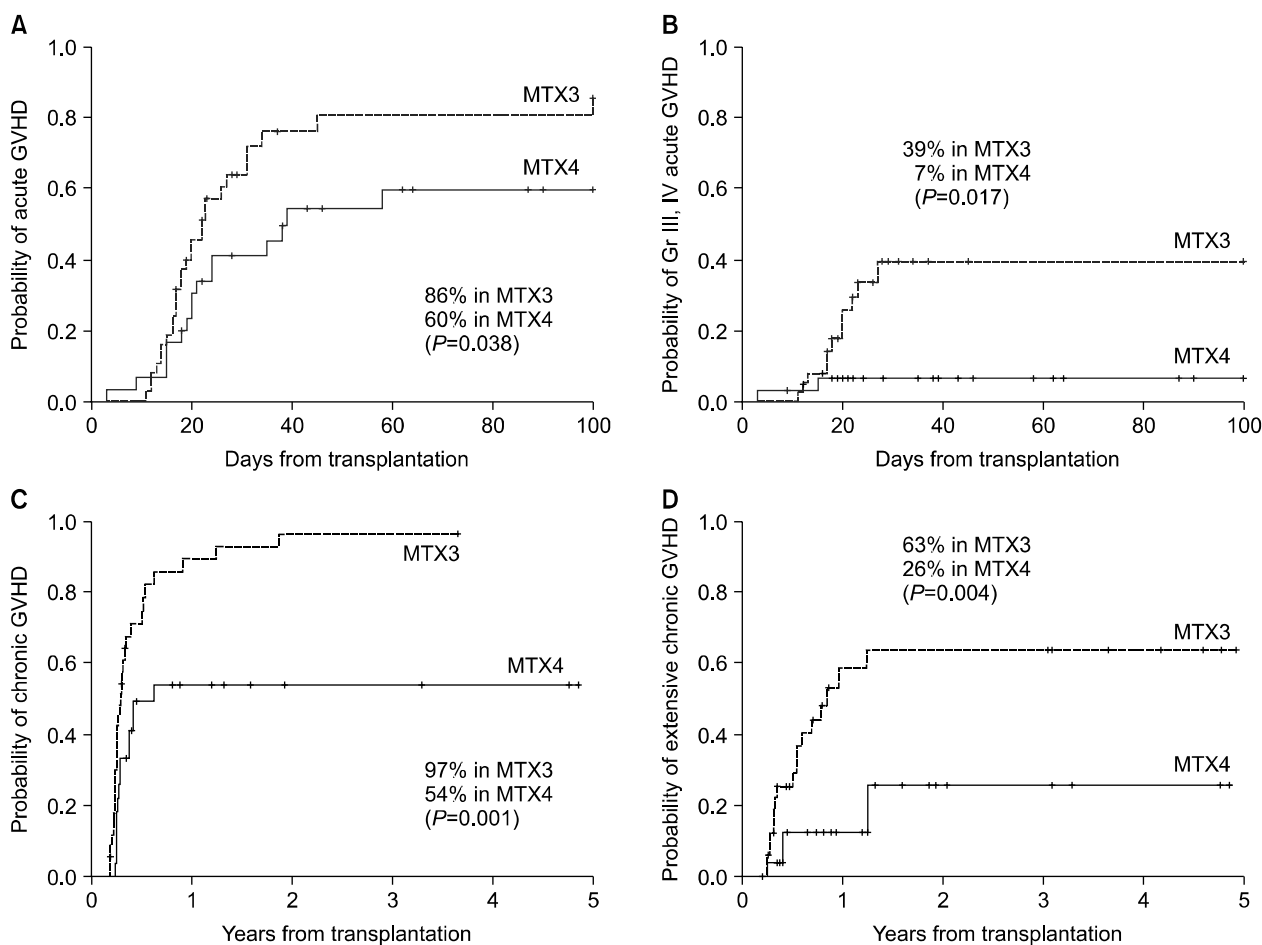 A
Probability of acute GVHD
1.0
0.8
0.6
0.4
0.2
0.0
MTX3
MTX4
86% in MTX3
60% in MTX4
(P=0.038)
0 20 40 60 80 100
Days from transplantation
B
Probability of Gr III, IV acute GVHD
1.0
0.8
0.6
0.4
0.2
0.0
39% in MTX3
7% in MTX4
(P=0.017)
MTX3
MTX4
0 20 40 60 80 100
Days from transplantation
C
Probability of chronic GVHD
1.0
0.8
0.6
0.4
0.2
0.0
MTX3
MTX4
97% in MTX3
54% in MTX4
(P=0.001)
0 1 2 3 4 5
Years from transplantation
D
Probability of extensive chronic GVHD
1.0
0.8
0.6
0.4
0.2
0.0
63% in MTX3
26% in MTX4
(P=0.004)
MTX3
MTX4
0 1 2 3 4 5
Years from transplantation